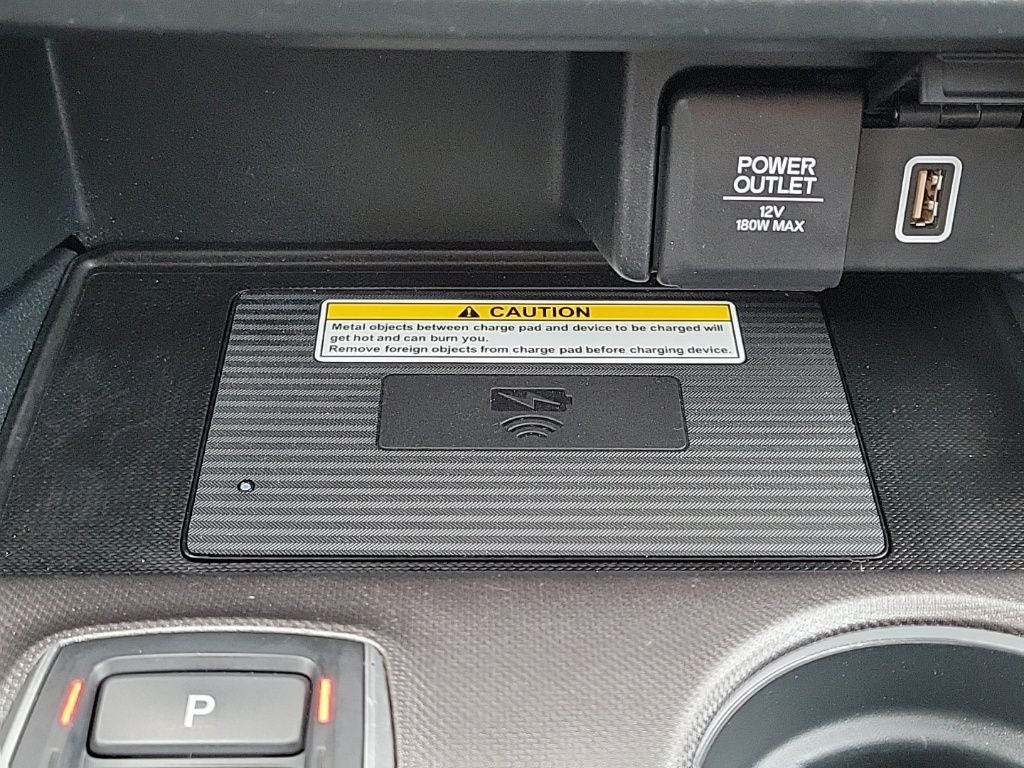 POWER
OUTLET
12V
180W MAX
CAUTION
Metal objects between charge pad and device to be charged will
get hot and can burn you.
Remove foreign objects from charge pad before charging device.
P